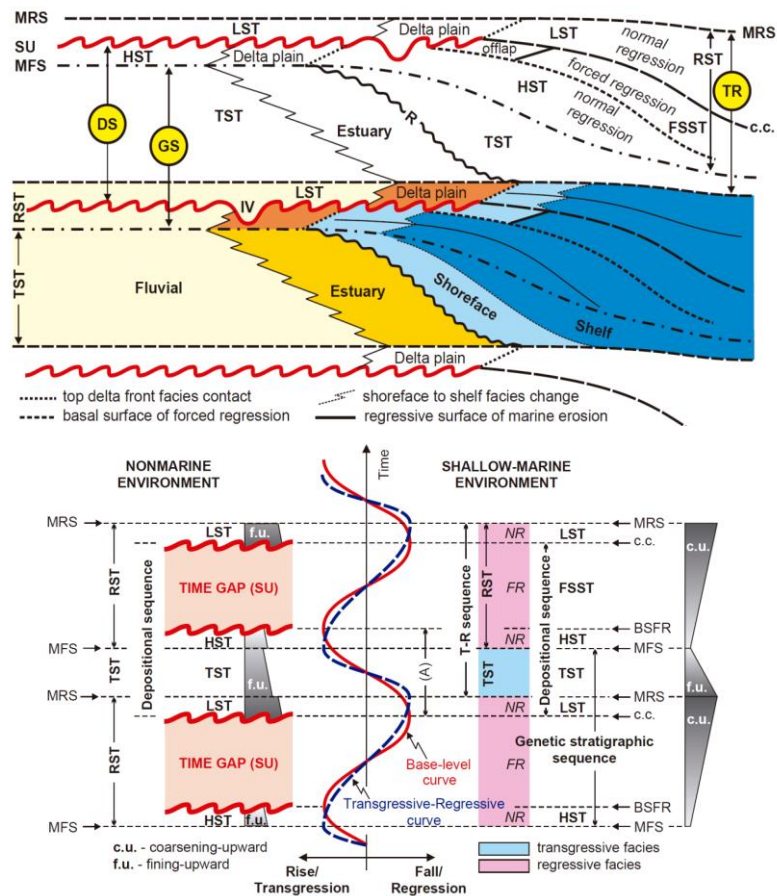 MRS
LST
LST
MRS
SU
Delta plain
Delta plain
offlap
normal regression
RST
MFS
HST
forced regression
TR
HST
normal regression
DS
TST
R
TST
FSST
c.c.
GS
Estuary
LST
Delta plain
RST
IV
TST
Fluvial
Estuary
Shoreface
Shelf
Delta plain
top delta front facies contact
shoreface to shelf facies change
basal surface of forced regression
regressive surface of marine erosion
NONMARINE
ENVIRONMENT
Time
SHALLOW-MARINE
ENVIRONMENT
MRS
LST
f.u.
NR
LST
MRS
c.c.
c.u.
RST
Depositional sequence
TIME GAP (SU)
T-R sequence
RST
FR
Depositional sequence
FSST
BSFR
HST
NR
HST
MFS
MFS
TST
TST
f.u.
(A)
TST
TST
f.u.
MRS
MRS
LST
NR
LST
c.c.
c.u.
RST
TIME GAP (SU)
Base-level
curve
Transgressive-Regressive
curve
FR
Genetic stratigraphic
sequence
BSFR
HST
f.u.
NR
HST
MFS
MFS
c.u. - coarsening-upward
f.u. - fining-upward
Rise/
Transgression
Fall/
Regression
transgressive facies
regressive facies